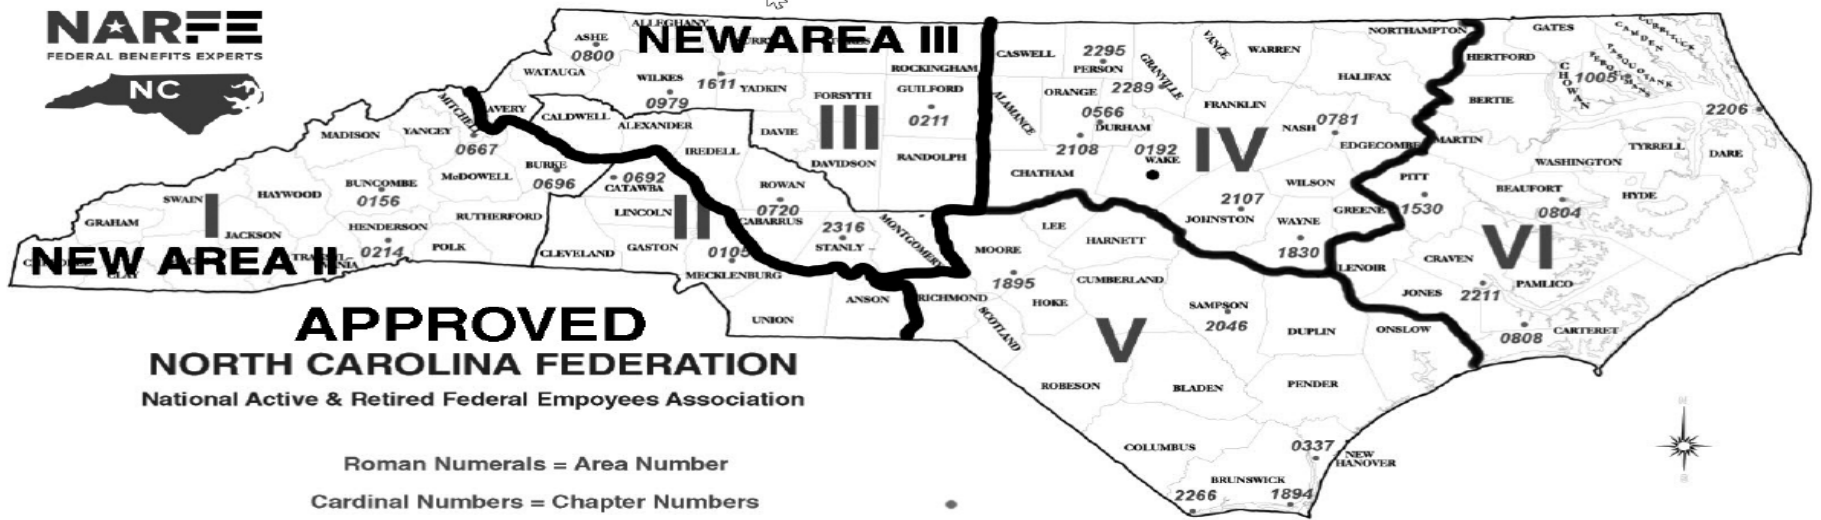 NARFE
FEDERAL BENEFITS EXPERTS
NC
NEW AREA III
NEW AREA II
I
II
III
IV
V
VI
ALLEGHANY
ASHE
0800
WATAUGA
WILKES
0979
1611
YADKIN
ROCKINGHAM
FORSYTH
GUILFORD
0211
DAVIE
DAVIDSON
RANDOLPH
MITCHELL
AVERY
CALDWELL
ALEXANDER
IREDELL
MADISON
YANCEY
0667
BURKE
0696
McDOWELL
BUNCOMBE
0156
HAYWOOD
SWAIN
GRAHAM
JACKSON
HENDERSON
0214
POLK
RUTHERFORD
CLEVELAND
0692
CATAWBA
LINCOLN
GASTON
ROWAN
0720
CABARRUS
2316
STANLY
0105
MECKLENBURG
MONTGOMERY
UNION
ANSON
RICHMOND
CASWELL
2295
PERSON
GRANVILLE
VANCE
WARREN
NORTHAMPTON
HALIFAX
ALAMANCE
ORANGE
2289
0566
DURHAM
2108
0192
WAKE
CHATHAM
FRANKLIN
NASH
0781
EDGECOMBE
WILSON
2107
JOHNSTON
WAYNE
1830
GREENE
LENOIR
MOORE
1895
LEE
HARNETT
HOKE
CUMBERLAND
SCOTLAND
SAMPSON
2046
DUPLIN
ONSLOW
ROBESON
BLADEN
PENDER
COLUMBUS
BRUNSWICK
0337
NEW
HANOVER
2266
1894
GATES
HERTFORD
CURRITUCK
CAMDEN
PASQUOTANK
PERQUIMANS
CHOWAN
1005
BERTIE
2206
MARTIN
WASHINGTON
TYRRELL
DARE
PITT
1530
BEAUFORT
0804
HYDE
CRAVEN
JONES
2211
PAMLICO
0808
CARTERET
APPROVED
NORTH CAROLINA FEDERATION
National Active & Retired Federal Empoyees Association
Roman Numerals = Area Number
Cardinal Numbers = Chapter Numbers